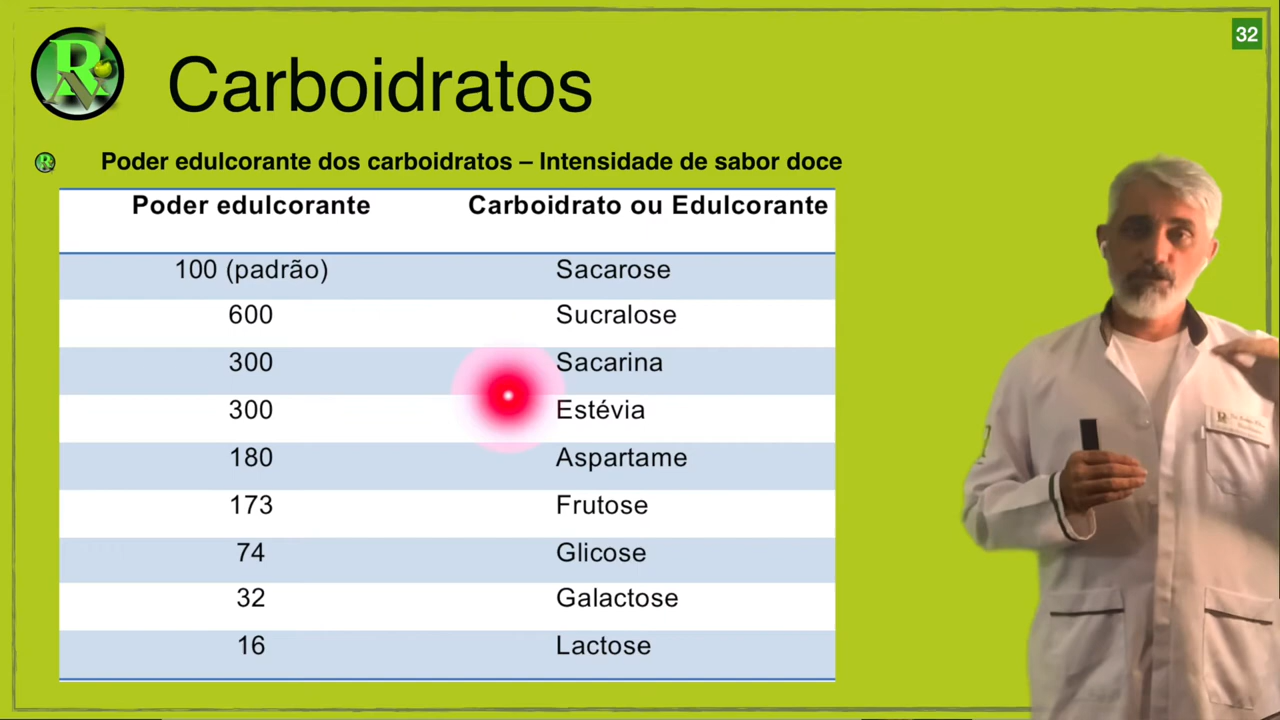 32
Carboidratos
Poder edulcorante dos carboidratos – Intensidade de sabor doce
Poder edulcorante Carboidrato ou Edulcorante
100 (padrão) Sacarose
600 Sucralose
300 Sacarina
300 Estévia
180 Aspartame
173 Frutose
74 Glicose
32 Galactose
16 Lactose